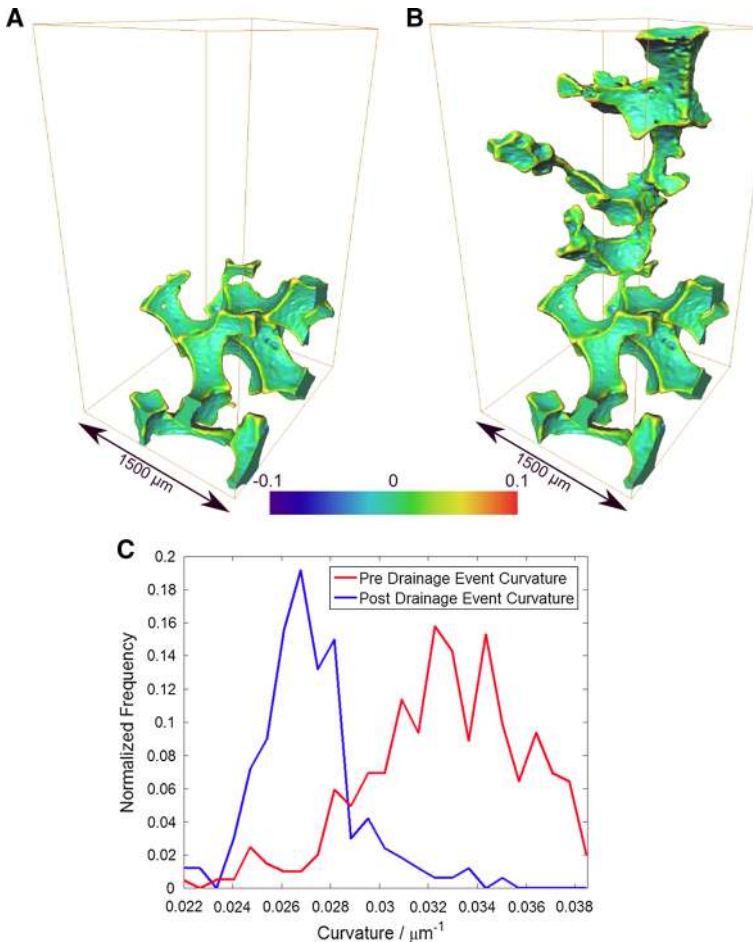 A
B
1500 μm
1500 μm
-0.1
0
0.1
C
Pre Drainage Event Curvature
Post Drainage Event Curvature
Normalized Frequency
0.2
0.18
0.16
0.14
0.12
0.1
0.08
0.06
0.04
0.02
0
0.022 0.024 0.026 0.028 0.03 0.032 0.034 0.036 0.038
Curvature / μm⁻¹